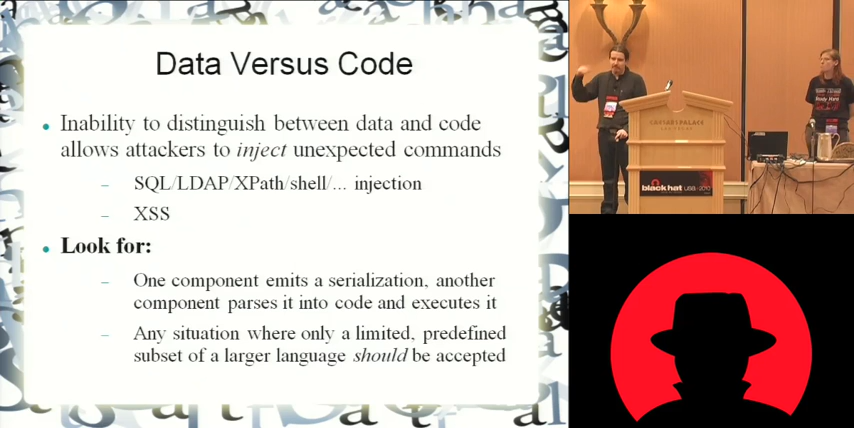 Data Versus Code
Inability to distinguish between data and code
allows attackers to inject unexpected commands
– SQL/LDAP/XPath/shell/... injection
– XSS
Look for:
– One component emits a serialization, another
component parses it into code and executes it
– Any situation where only a limited, predefined
subset of a larger language should be accepted
CAESARS PALACE
black hat USA 2010